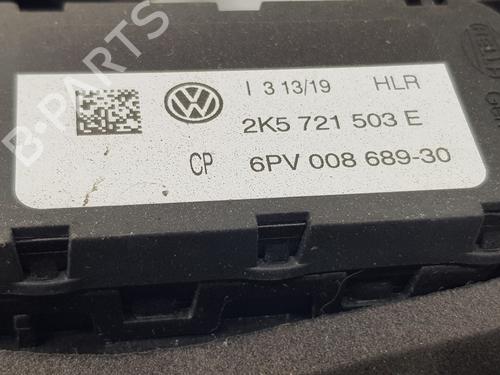 I 3 13/19 HLR
2K5 721 503 E
CP 6PV 008 689-30
B-PARTS